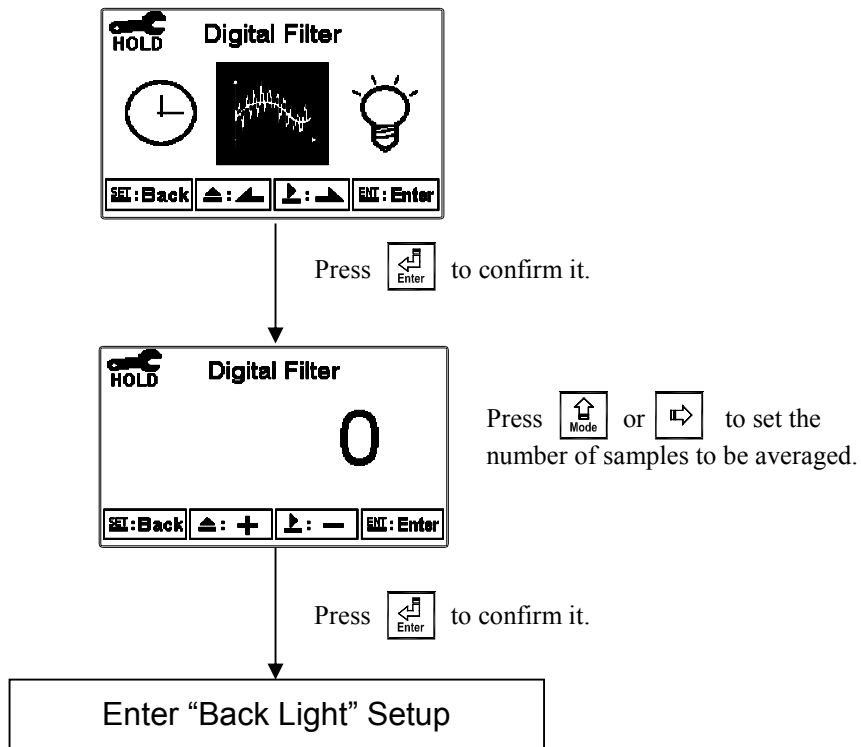 HOLD Digital Filter
SET:Back ▲: ▶: ENT:Enter
Press Enter to confirm it.
HOLD Digital Filter
0
Press Mode or ⇨ to set the
number of samples to be averaged.
SET:Back ▲: + ▶: − ENT:Enter
Press Enter to confirm it.
Enter “Back Light” Setup